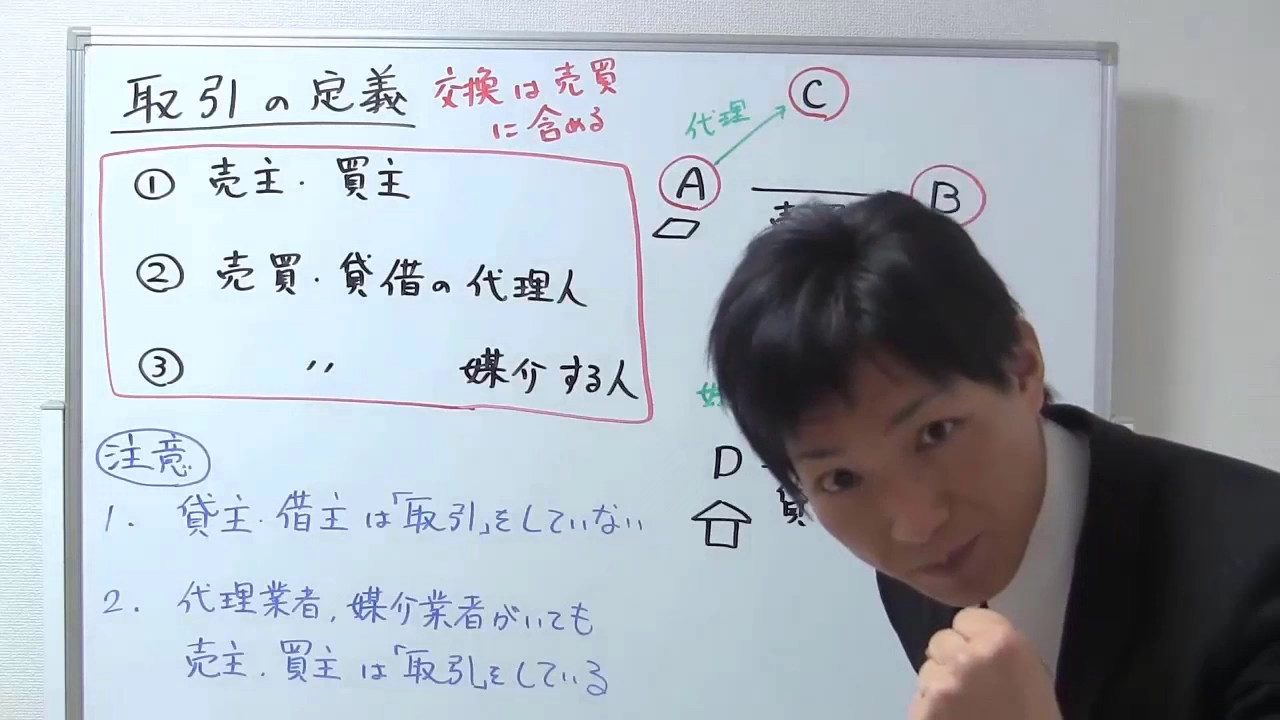 取引の定義
交換は売買
に含める
① 売主・買主
② 売買・貸借の代理人
③ 〃 媒介する人
注意
1. 貸主・借主は「取引」をしていない
2. 代理業者,媒介業者がいても
売主・買主は「取引」をしている
C
代理
A
B
D